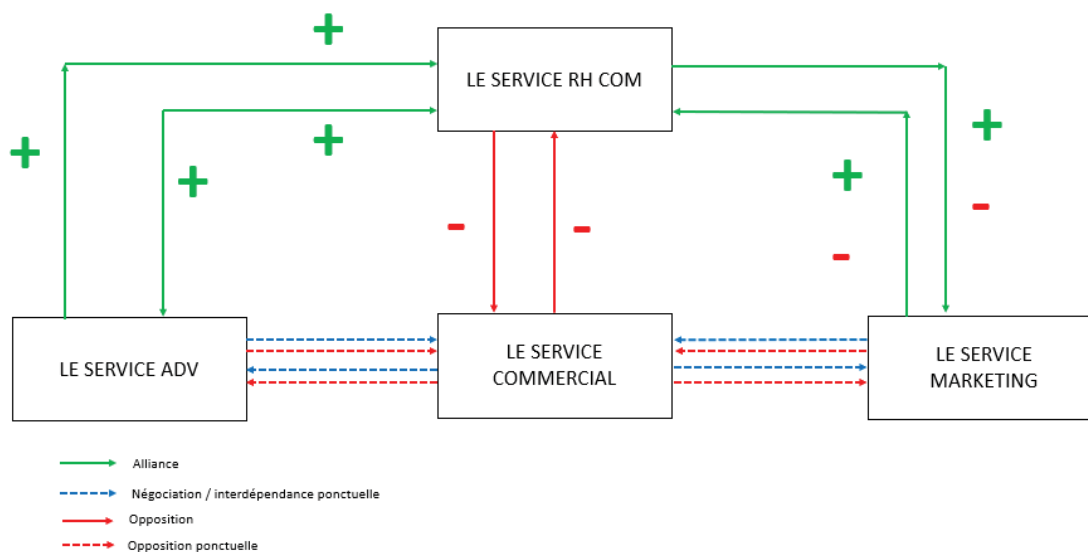 +
LE SERVICE RH COM
+
+
+
+
+
+
-
-
-
-
LE SERVICE ADV
LE SERVICE
COMMERCIAL
LE SERVICE
MARKETING
Alliance
Négociation / interdépendance ponctuelle
Opposition
Opposition ponctuelle